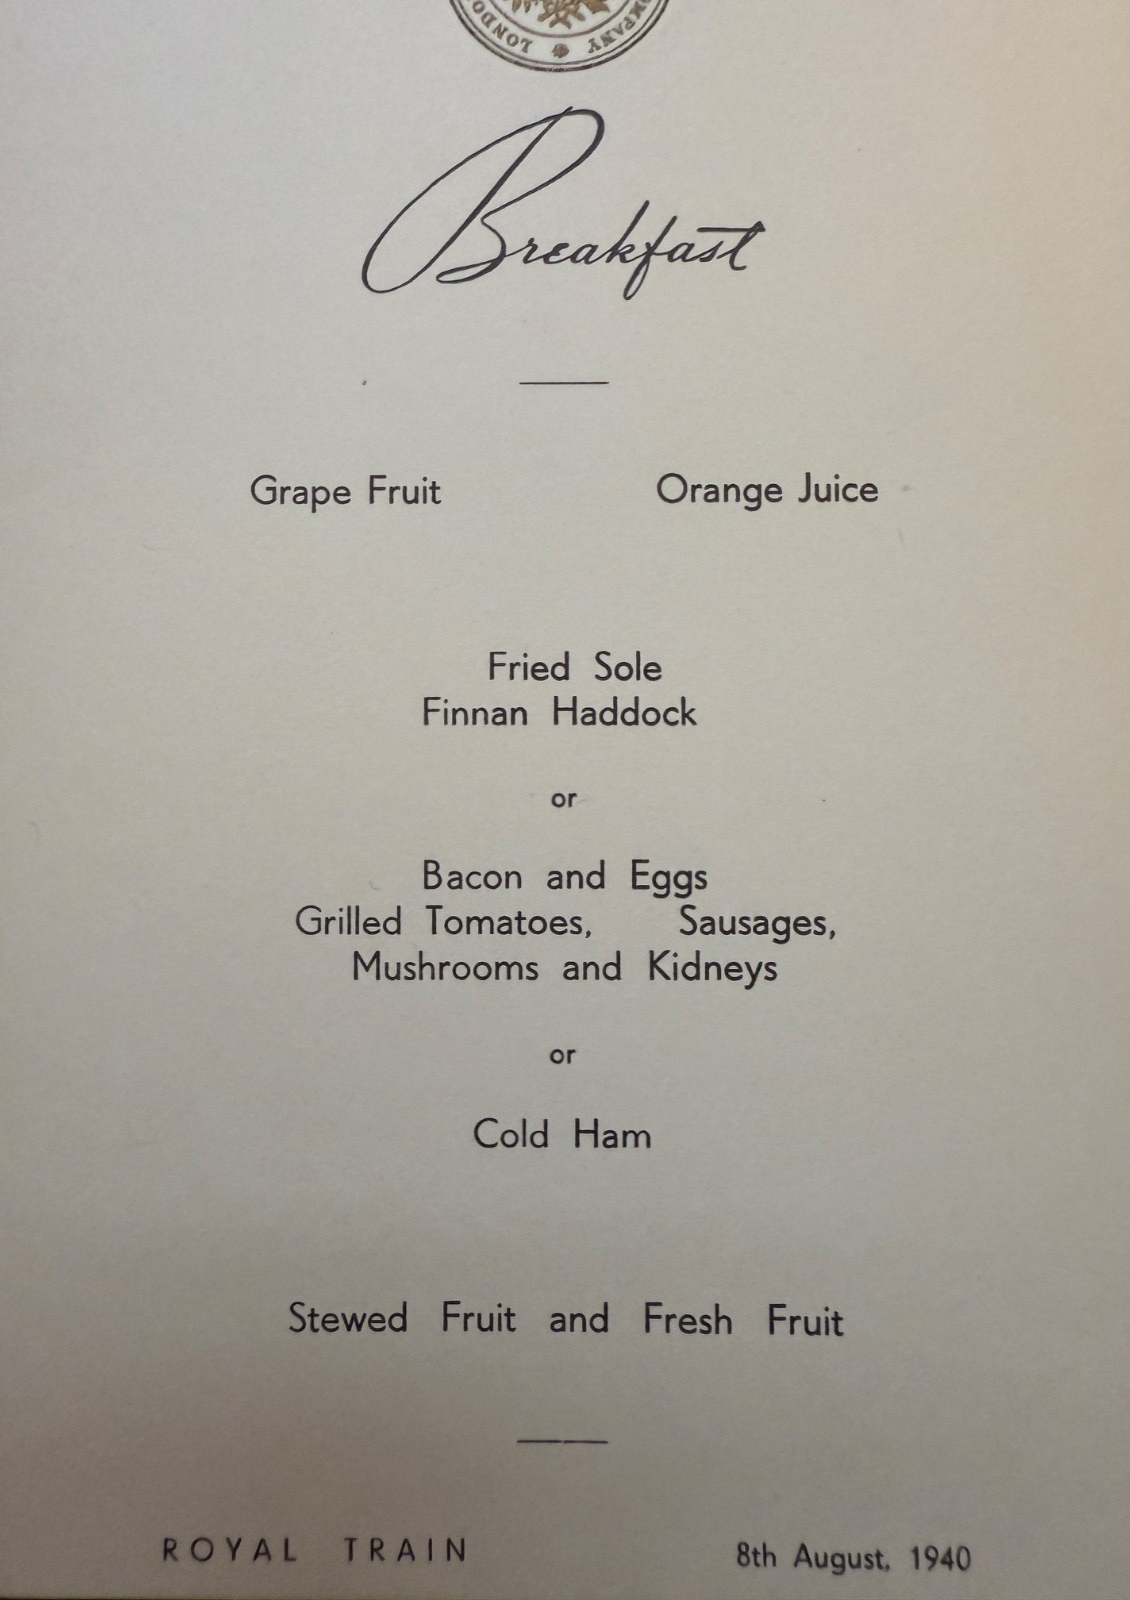 LONDON COMPANY
Breakfast
Grape Fruit Orange Juice
Fried Sole
Finnan Haddock
or
Bacon and Eggs
Grilled Tomatoes, Sausages,
Mushrooms and Kidneys
or
Cold Ham
Stewed Fruit and Fresh Fruit
ROYAL TRAIN 8th August, 1940